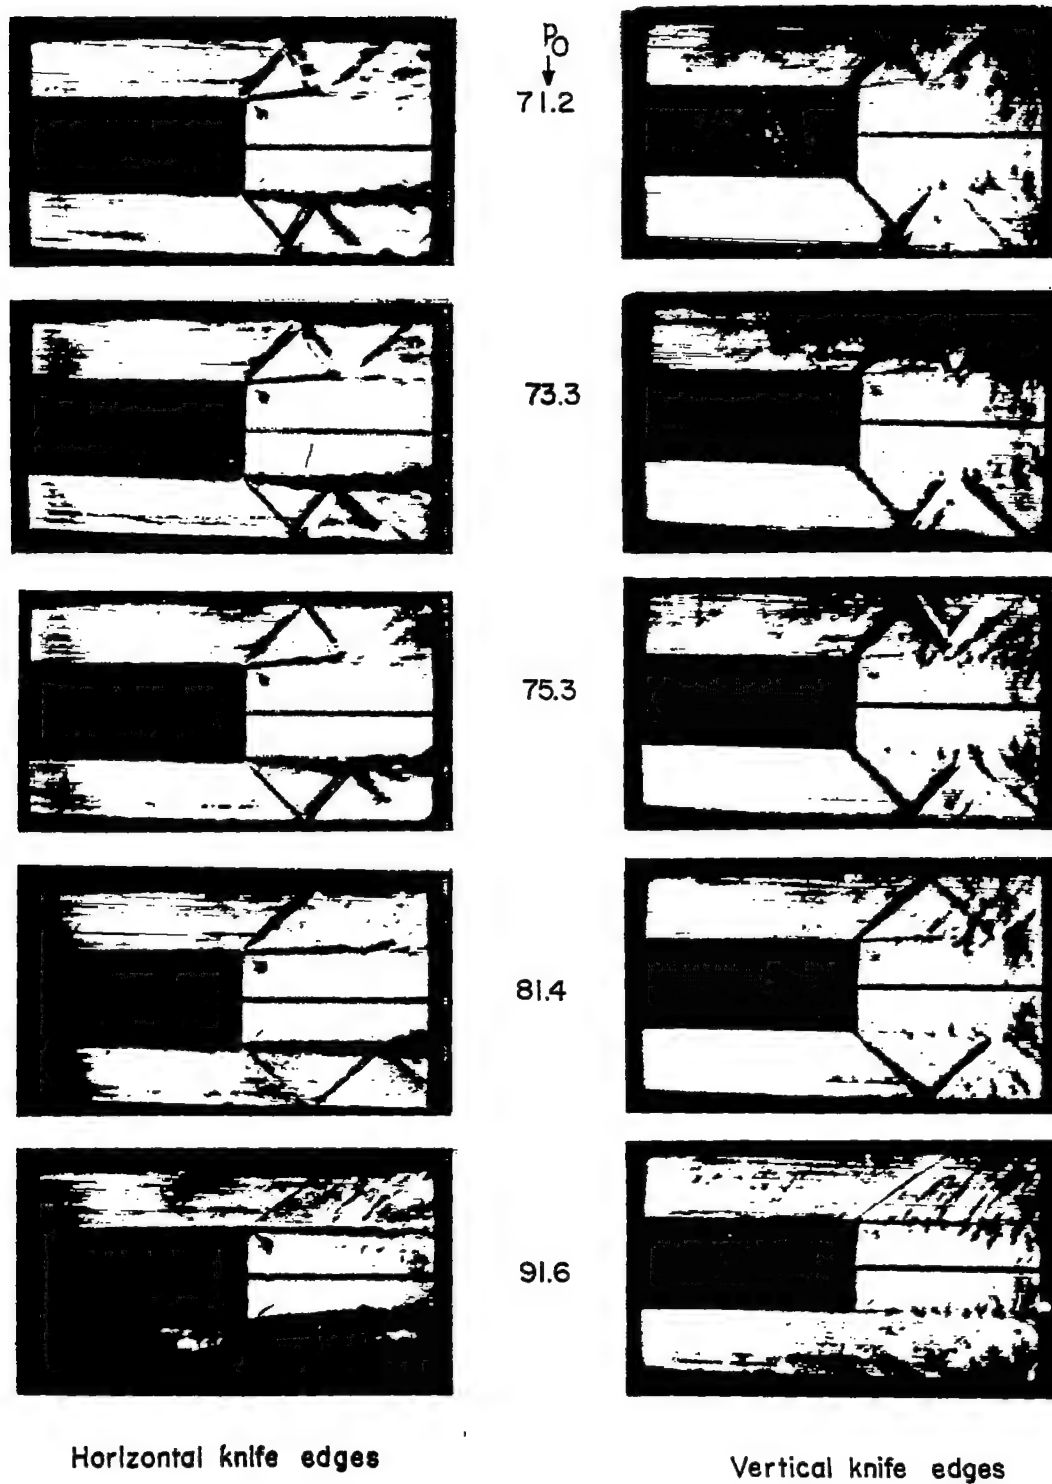 P0
71.2
73.3
75.3
81.4
91.6
Horizontal knife edges
Vertical knife edges